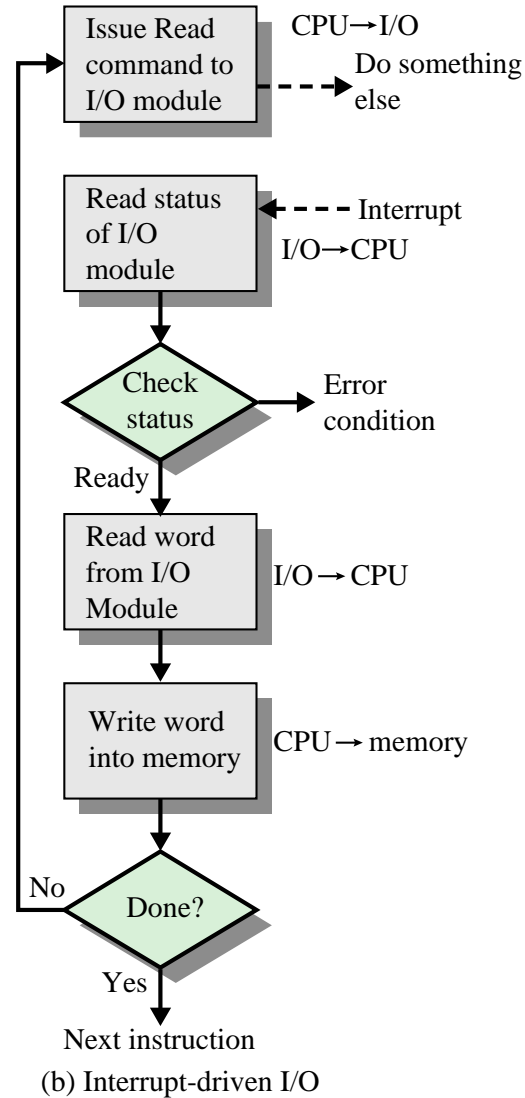 Issue Read
command to
I/O module
CPU→I/O
Do something
else
Read status
of I/O
module
Interrupt
I/O→CPU
Check
status
Error
condition
Ready
Read word
from I/O
Module
I/O → CPU
Write word
into memory
CPU → memory
No
Done?
Yes
Next instruction
(b) Interrupt-driven I/O